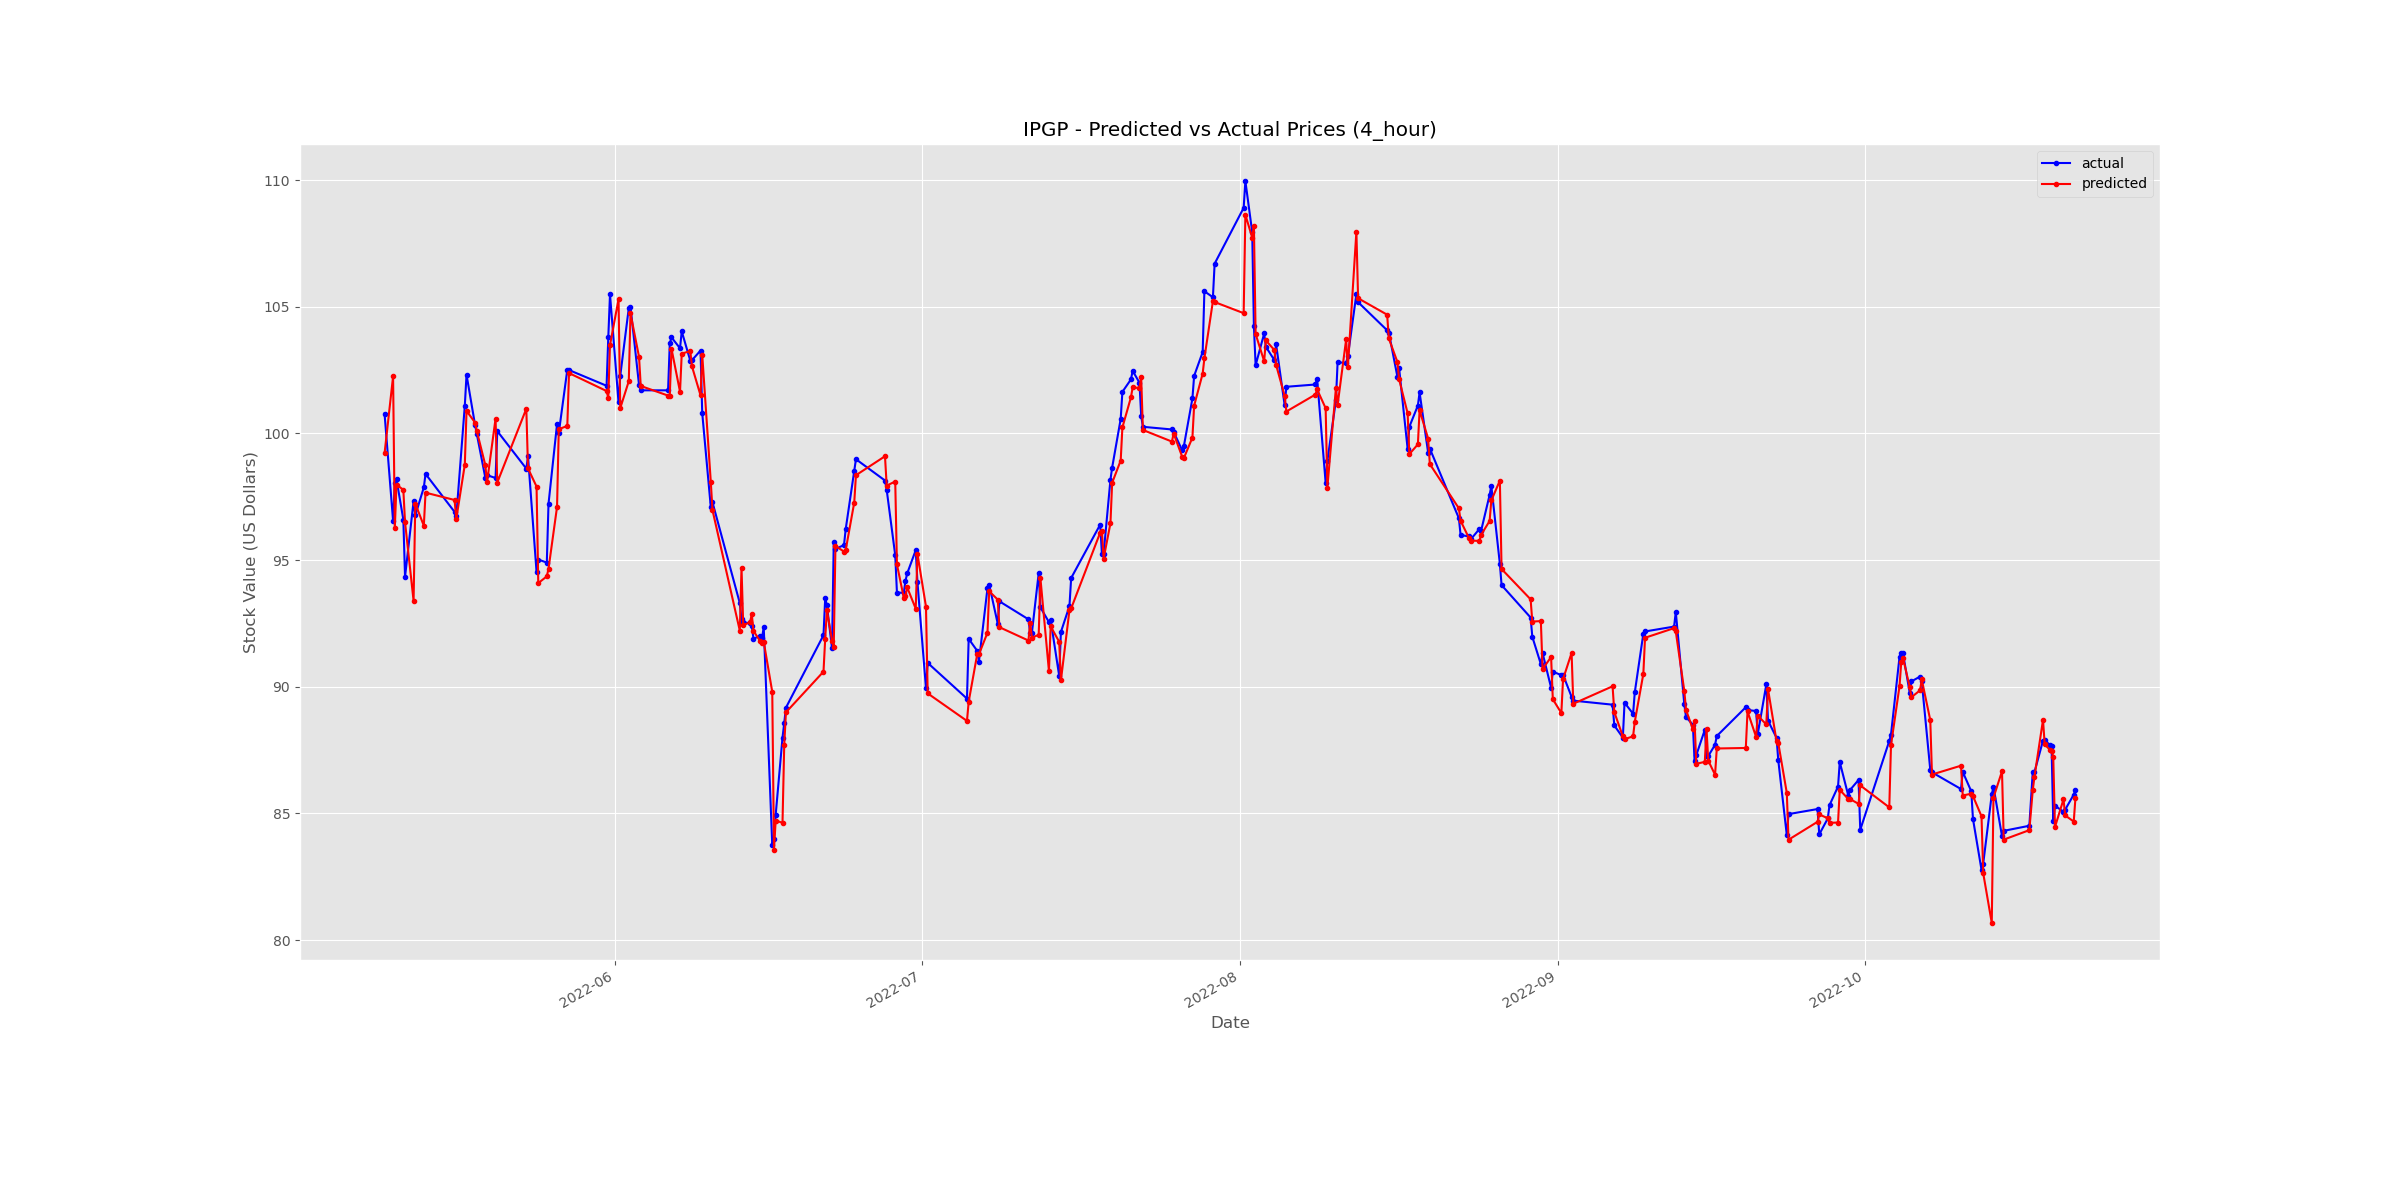 IPGP - Predicted vs Actual Prices (4_hour)
actual
predicted
110
105
100
95
90
85
80
Stock Value (US Dollars)
2022-06
2022-07
2022-08
2022-09
2022-10
Date